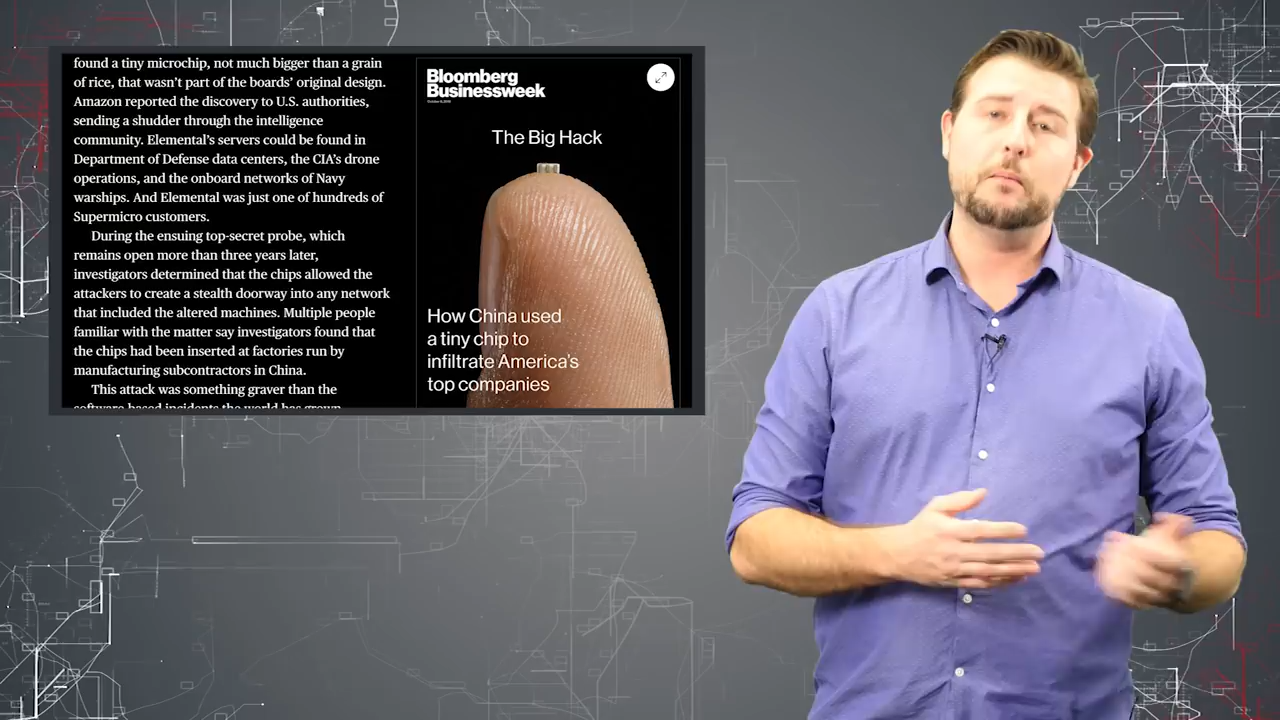 found a tiny microchip, not much bigger than a grain
of rice, that wasn't part of the boards' original design.
Amazon reported the discovery to U.S. authorities,
sending a shudder through the intelligence
community. Elemental's servers could be found in
Department of Defense data centers, the CIA's drone
operations, and the onboard networks of Navy
warships. And Elemental was just one of hundreds of
Supermicro customers.
During the ensuing top-secret probe, which
remains open more than three years later,
investigators determined that the chips allowed the
attackers to create a stealth doorway into any network
that included the altered machines. Multiple people
familiar with the matter say investigators found that
the chips had been inserted at factories run by
manufacturing subcontractors in China.
This attack was something graver than the
software-based incidents the world has grown
Bloomberg
Businessweek
The Big Hack
How China used
a tiny chip to
infiltrate America's
top companies